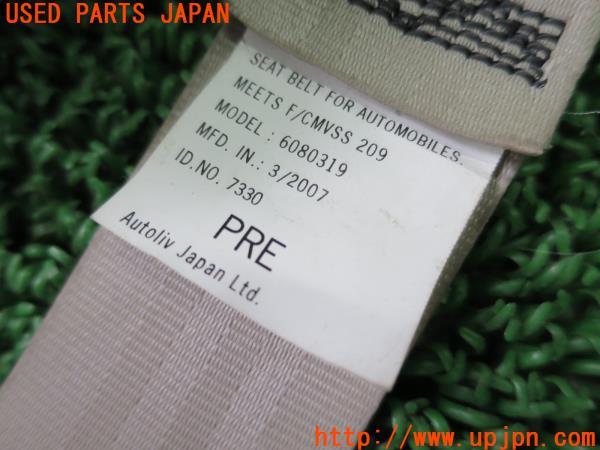 USED PARTS JAPAN
SEAT BELT FOR AUTOMOBILES.
MEETS F/CMVSS 209
MODEL : 6080319
MFD. IN.: 3/2007
ID.NO. 7330
PRE
Autoliv Japan Ltd.
http://www.upjpn.com/